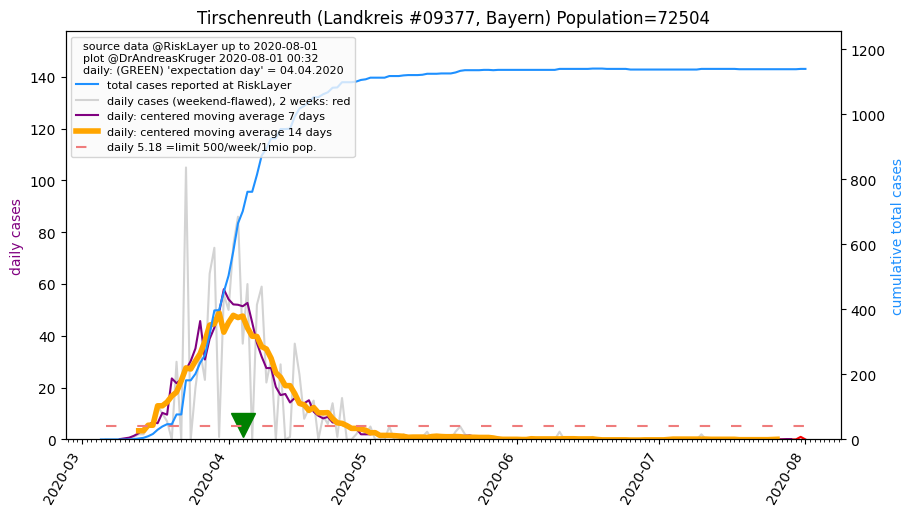 Tirschenreuth (Landkreis #09377, Bayern) Population=72504
source data @RiskLayer up to 2020-08-01
plot @DrAndreasKruger 2020-08-01 00:32
daily: (GREEN) 'expectation day' = 04.04.2020
total cases reported at RiskLayer
daily cases (weekend-flawed), 2 weeks: red
daily: centered moving average 7 days
daily: centered moving average 14 days
daily 5.18 =limit 500/week/1mio pop.
daily cases
140
120
100
80
60
40
20
0
cumulative total cases
1200
1000
800
600
400
200
0
2020-03
2020-04
2020-05
2020-06
2020-07
2020-08